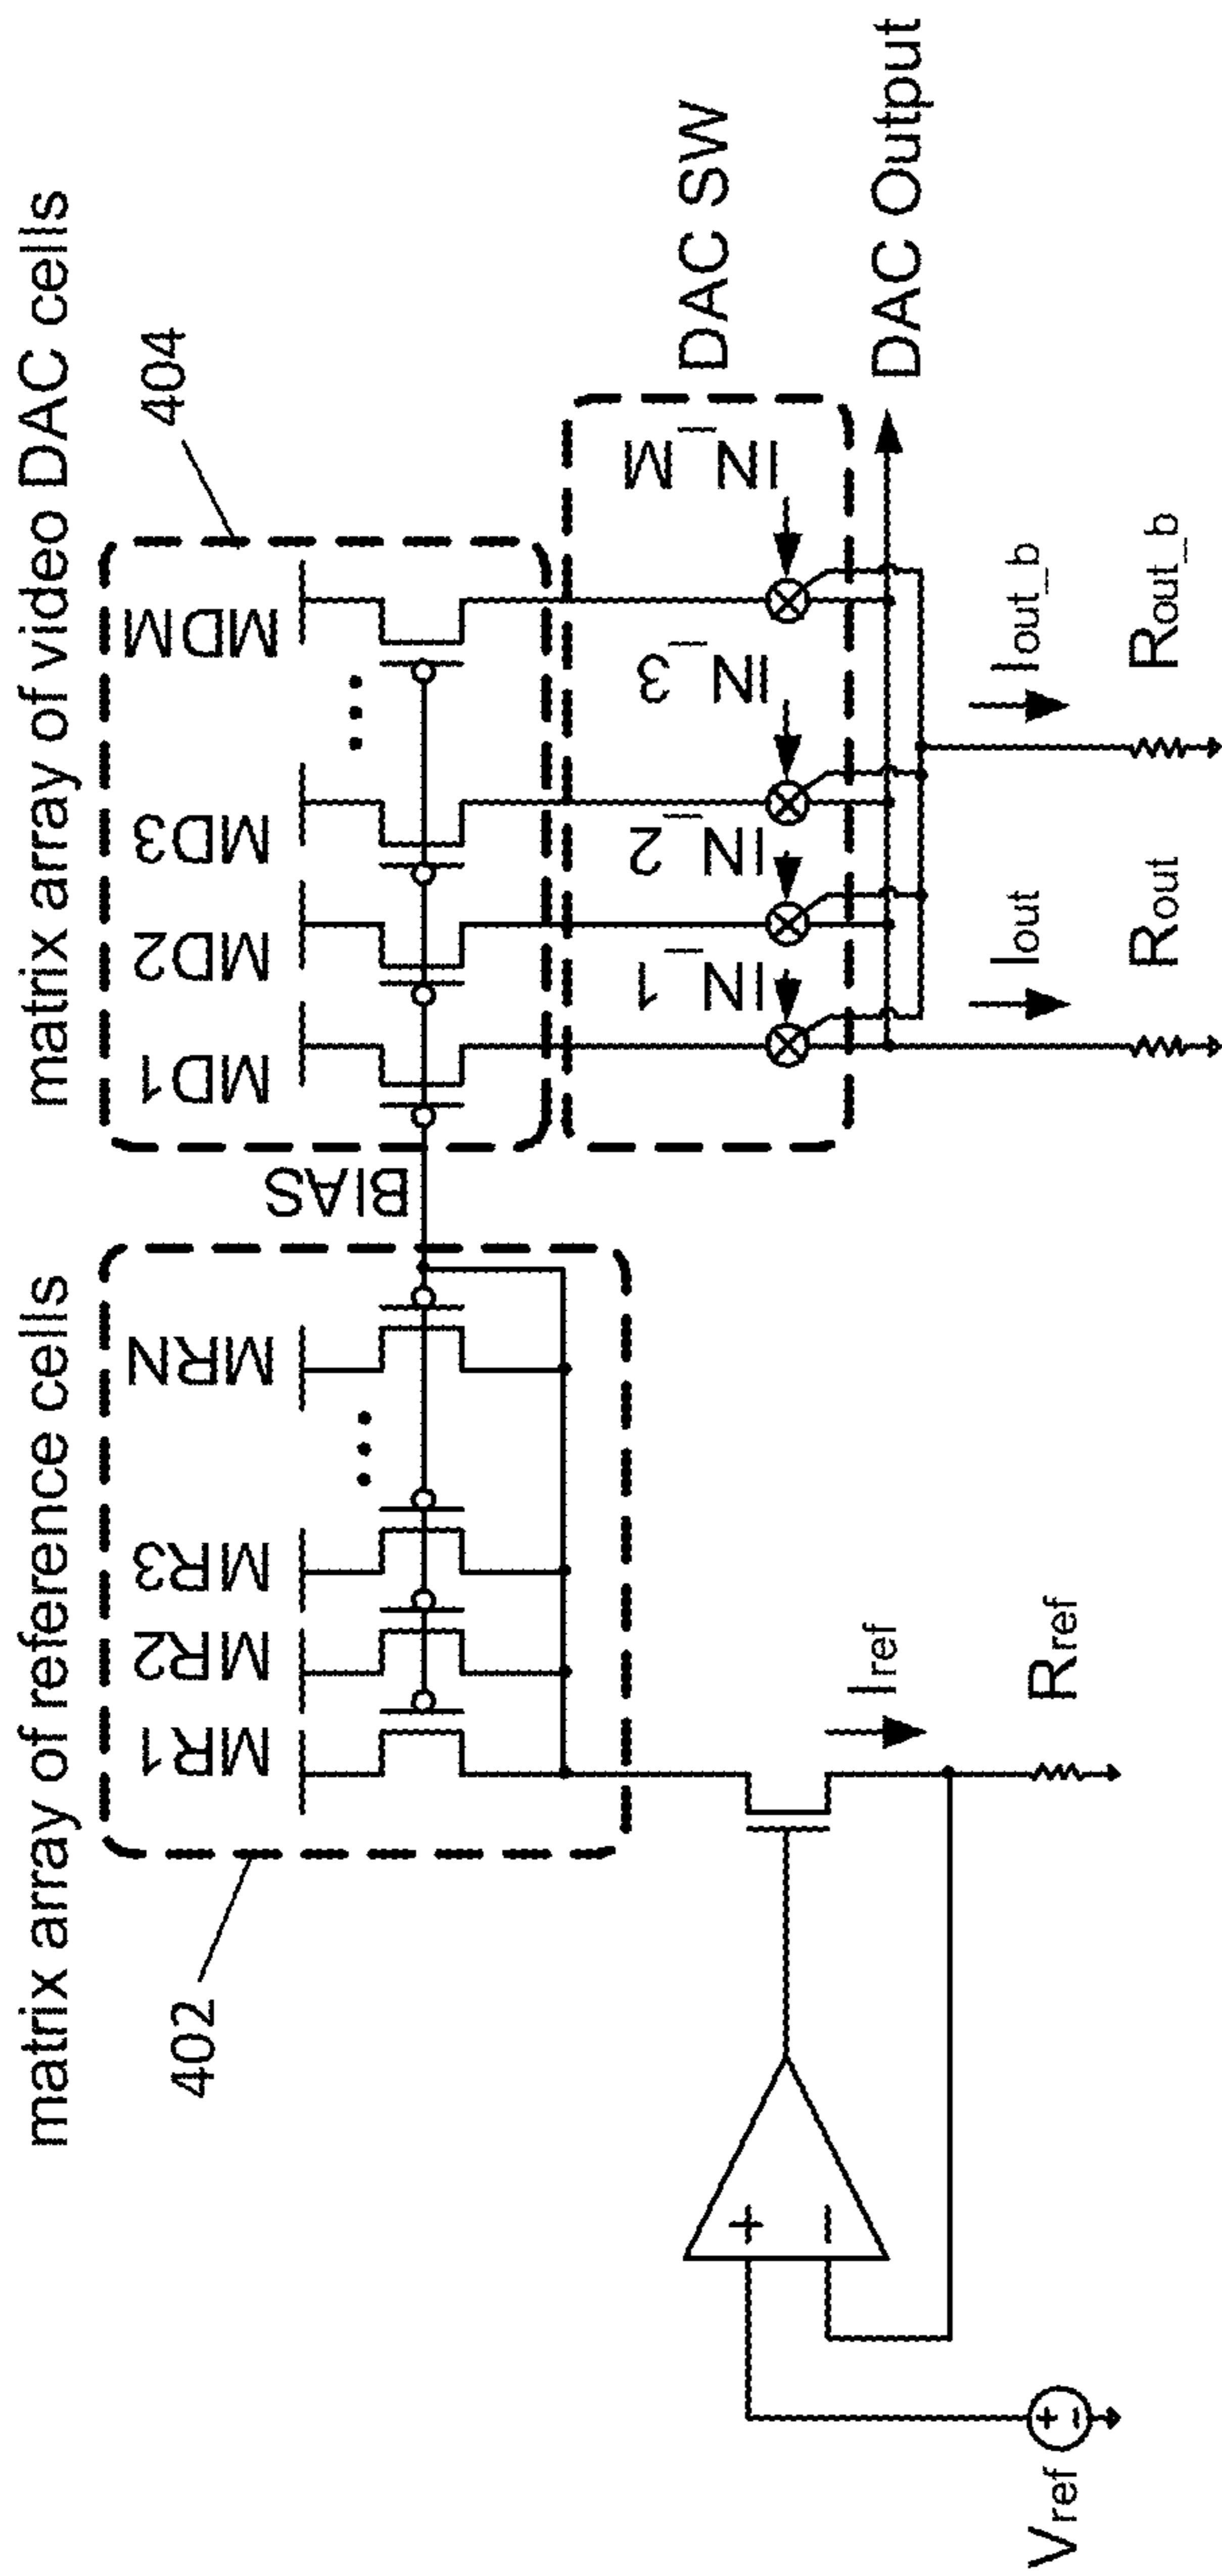 matrix array of reference cells
matrix array of video DAC cells
402
404
MR1
MR2
MR3
•••
MRN
BIAS
MD1
MD2
MD3
•••
MDM
IN_1
IN_2
IN_3
IN_M
DAC SW
DAC Output
+
−
Vref
+
−
Iref
Rref
Iout
Rout
Iout_b
Rout_b